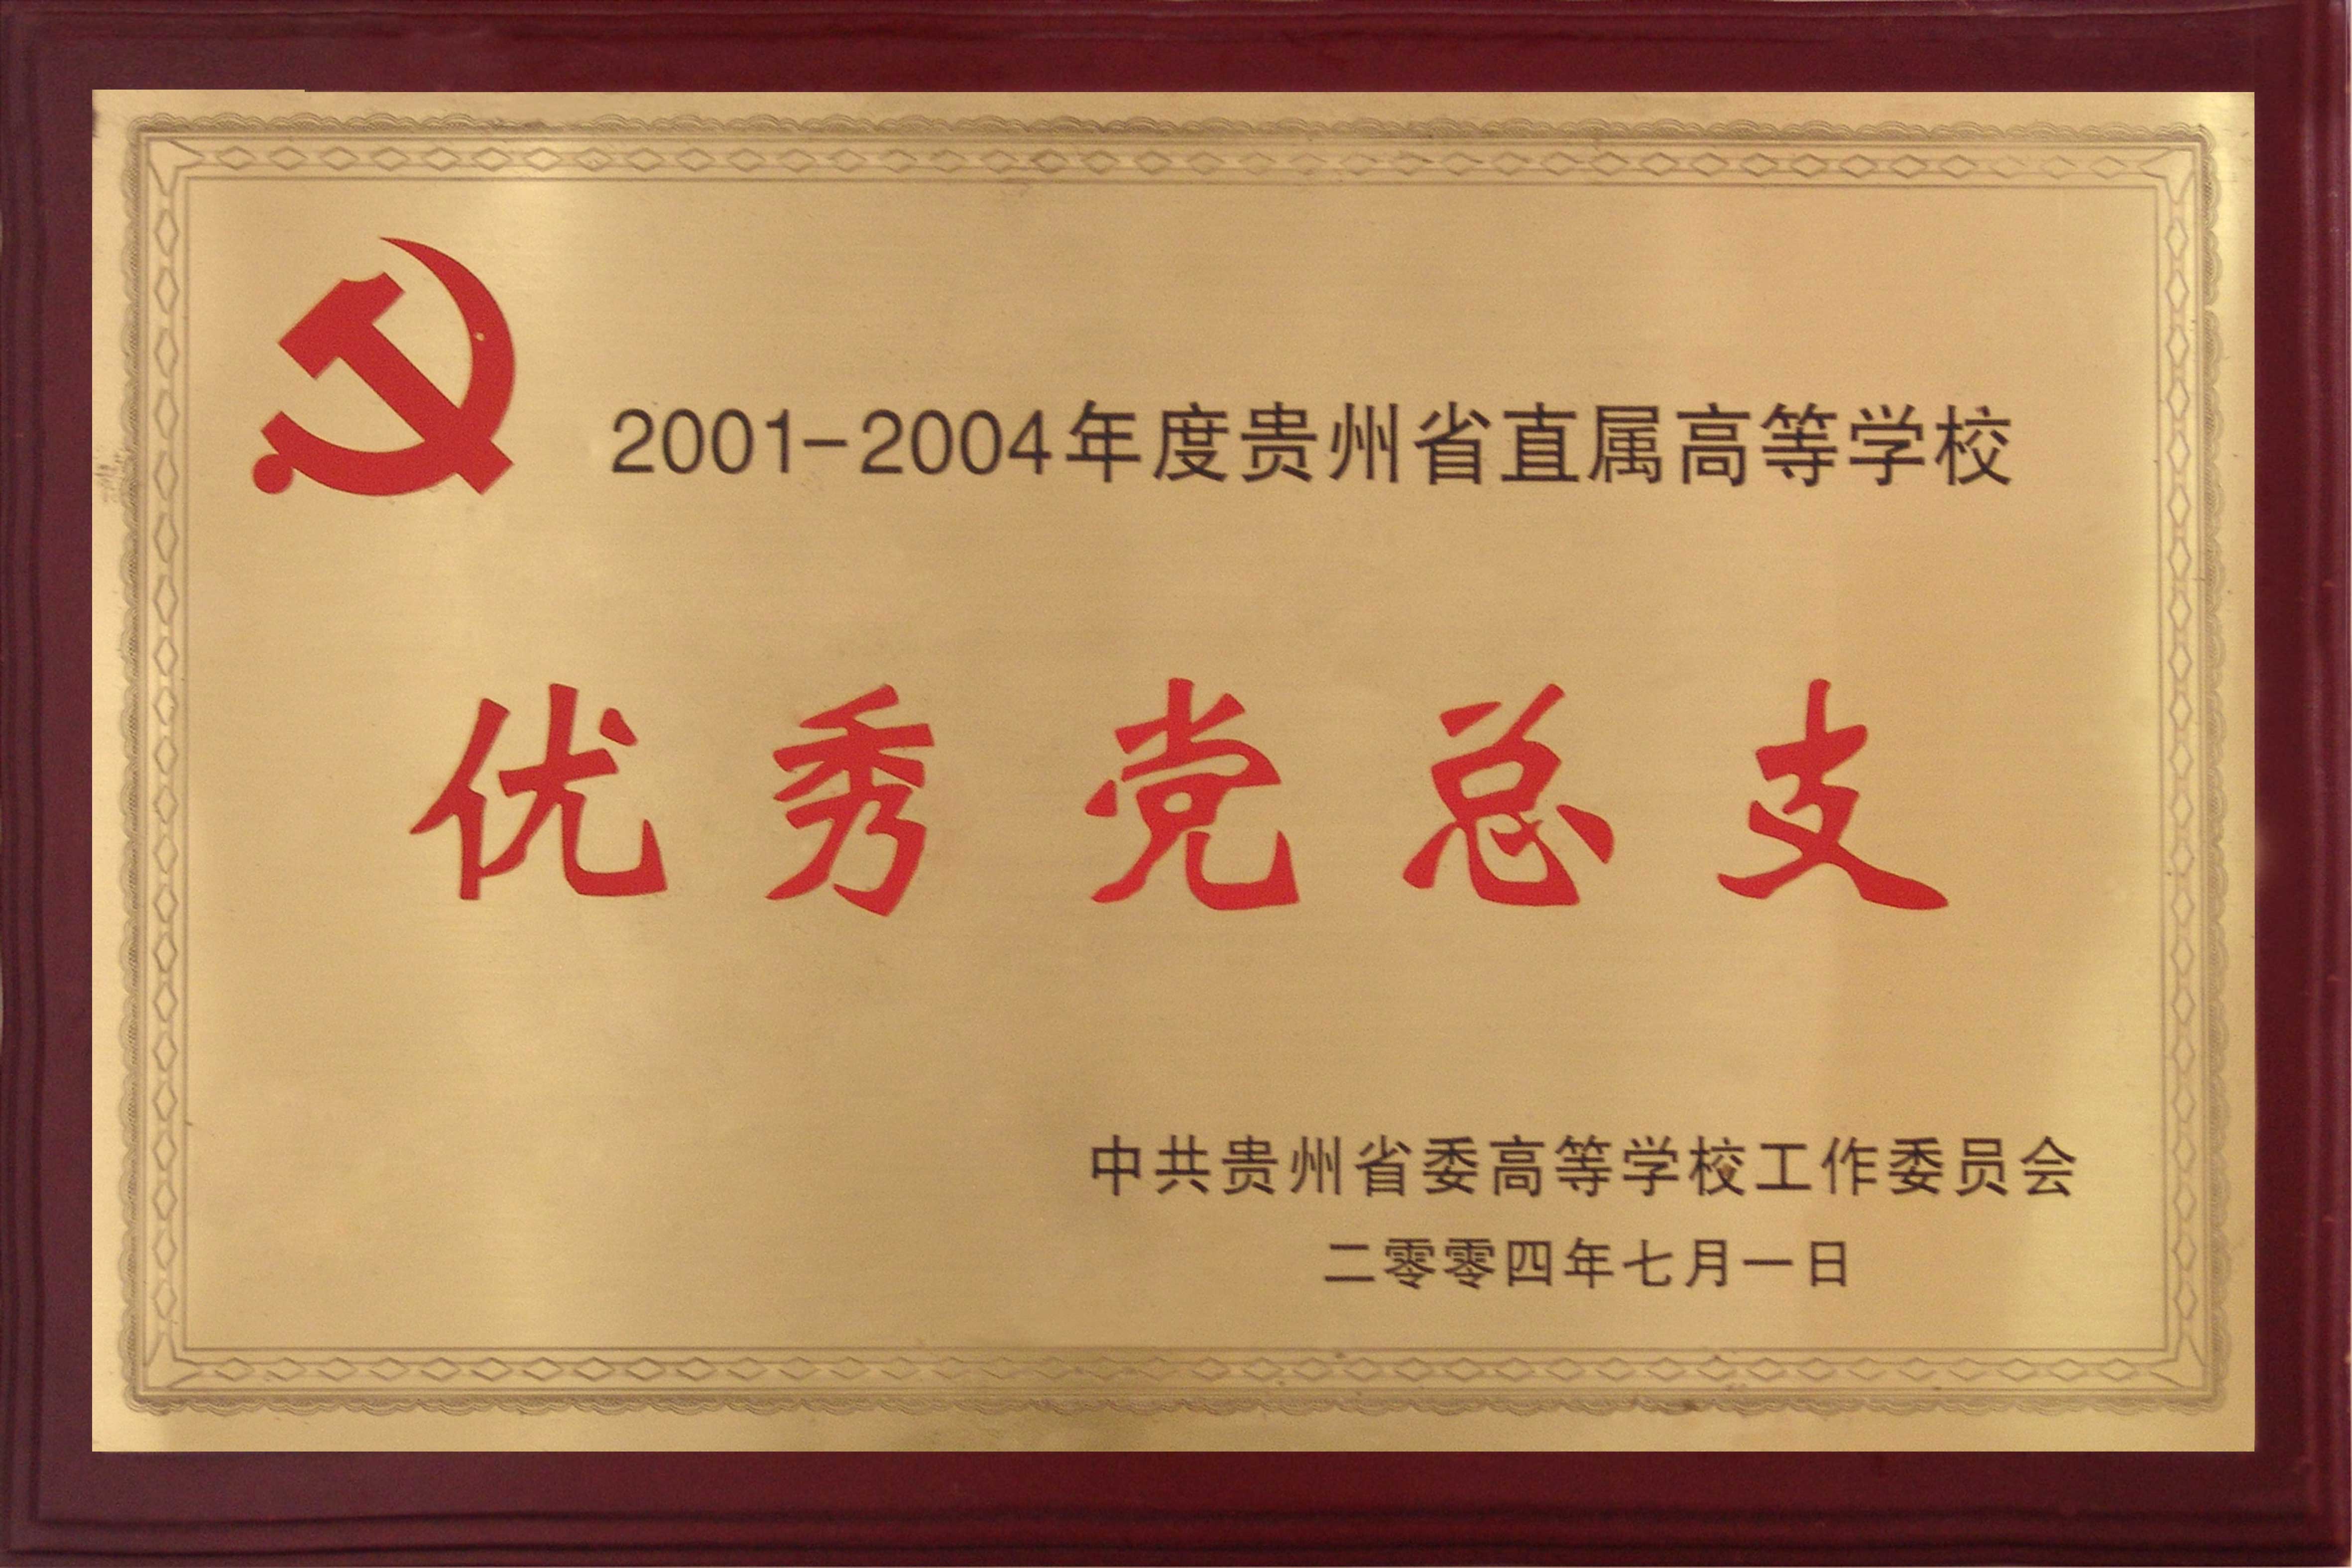 2001-2004年度贵州省直属高等学校
优秀党总支
中共贵州省委高等学校工作委员会
二零零四年七月一日